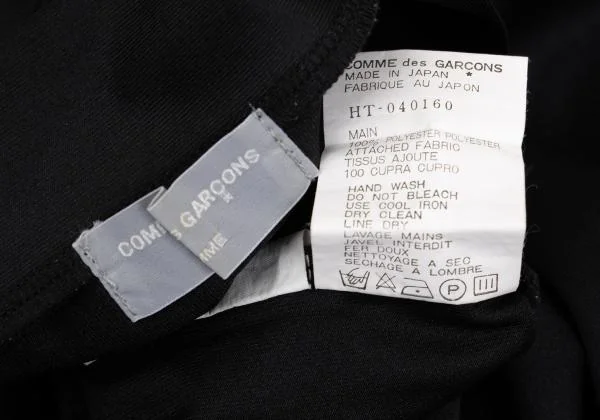 COMM
S GARCONS
*
MME
COMME des GARCONS
MADE IN JAPAN *
FABRIQUE AU JAPON
HT-040160
MAIN
100% POLYESTER POLYESTER
ATTACHED FABRIC
TISSUS AJOUTE
100 CUPRA CUPRO
HAND WASH
DO NOT BLEACH
USE COOL IRON
DRY CLEAN
LINE DRY
LAVAGE MAINS
JAVEL INTERDIT
FER DOUX
NETTOYAGE A SEC
SECHAGE A LOMBRE
P